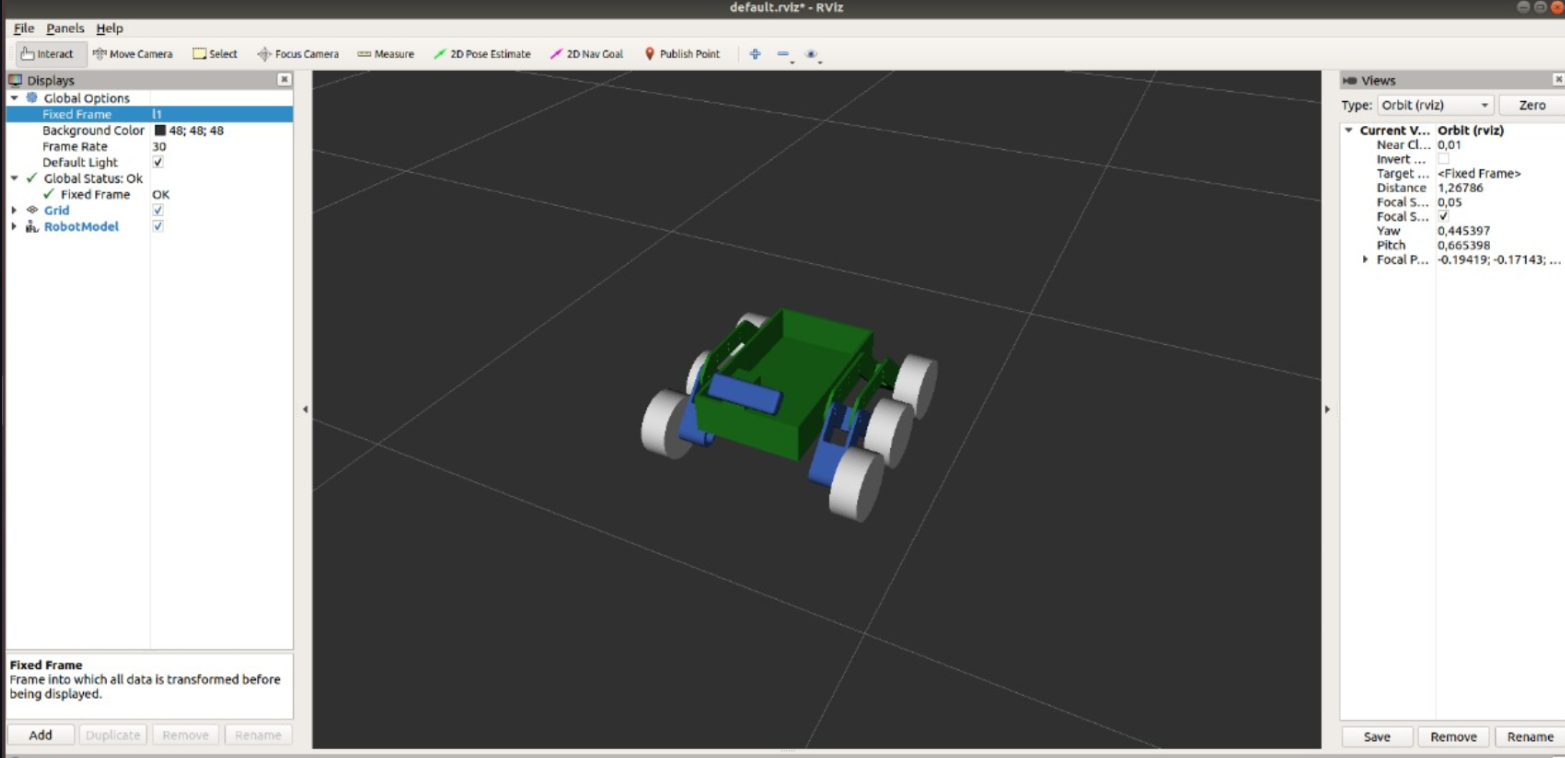 default.rviz* - RViz
File Panels Help
Interact Move Camera Select Focus Camera Measure 2D Pose Estimate 2D Nav Goal Publish Point
Displays
Global Options
Fixed Frame l1
Background Color 48; 48; 48
Frame Rate 30
Default Light
Global Status: Ok
Fixed Frame OK
Grid
RobotModel
Fixed Frame
Frame into which all data is transformed before
being displayed.
Add Duplicate Remove Rename
Views
Type: Orbit (rviz) Zero
Current V... Orbit (rviz)
Near Cl... 0,01
Invert ...
Target ... <Fixed Frame>
Distance 1,26786
Focal S... 0,05
Focal S...
Yaw 0,445397
Pitch 0,665398
Focal P... -0.19419; -0.17143; ...
Save Remove Rename